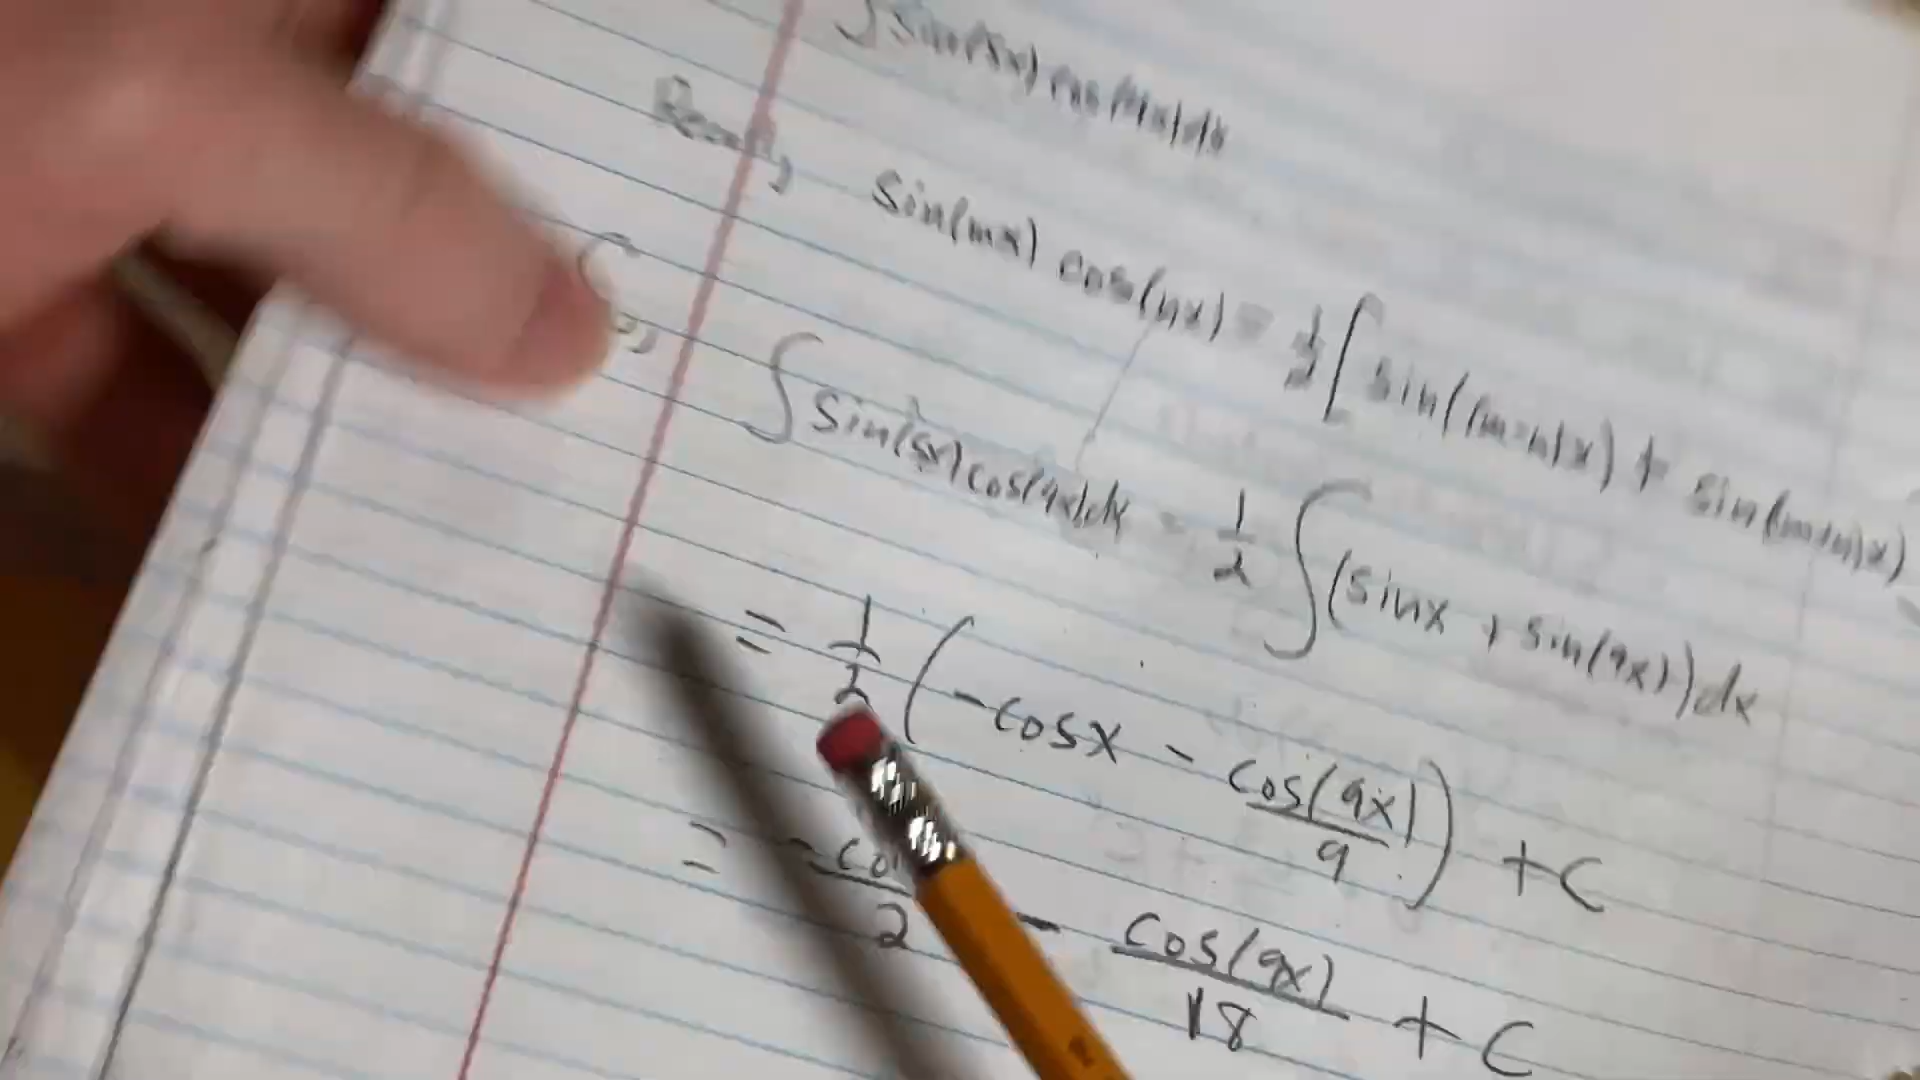 ∫sin(5x) cos(4x)dx
Recall, sin(mx) cos(nx) = 1/2[sin((m-n)x) + sin(m+n)x)
∫sin(5x)cos(4x)dx = 1/2 ∫(sinx + sin(9x))dx
= 1/2 (-cosx - cos(9x)/9) + C
= 2 - cos(9x)/18 + C